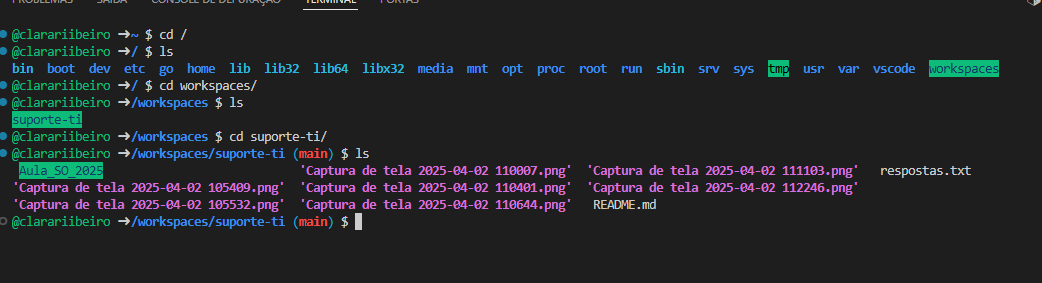 PROBLEMAS SAÍDA CONSOLE DE DEPURAÇÃO TERMINAL PORTAS
@clarariibeiro ➜ ~ $ cd /
@clarariibeiro ➜ / $ ls
bin boot dev etc go home lib lib32 lib64 libx32 media mnt opt proc root run sbin srv sys tmp usr var vscode workspaces
@clarariibeiro ➜ / $ cd workspaces/
@clarariibeiro ➜ /workspaces $ ls
suporte-ti
@clarariibeiro ➜ /workspaces $ cd suporte-ti/
@clarariibeiro ➜ /workspaces/suporte-ti (main) $ ls
Aula_SO_2025 'Captura de tela 2025-04-02 110007.png' 'Captura de tela 2025-04-02 111103.png' respostas.txt
'Captura de tela 2025-04-02 105409.png' 'Captura de tela 2025-04-02 110401.png' 'Captura de tela 2025-04-02 112246.png'
'Captura de tela 2025-04-02 105532.png' 'Captura de tela 2025-04-02 110644.png' README.md
@clarariibeiro ➜ /workspaces/suporte-ti (main) $